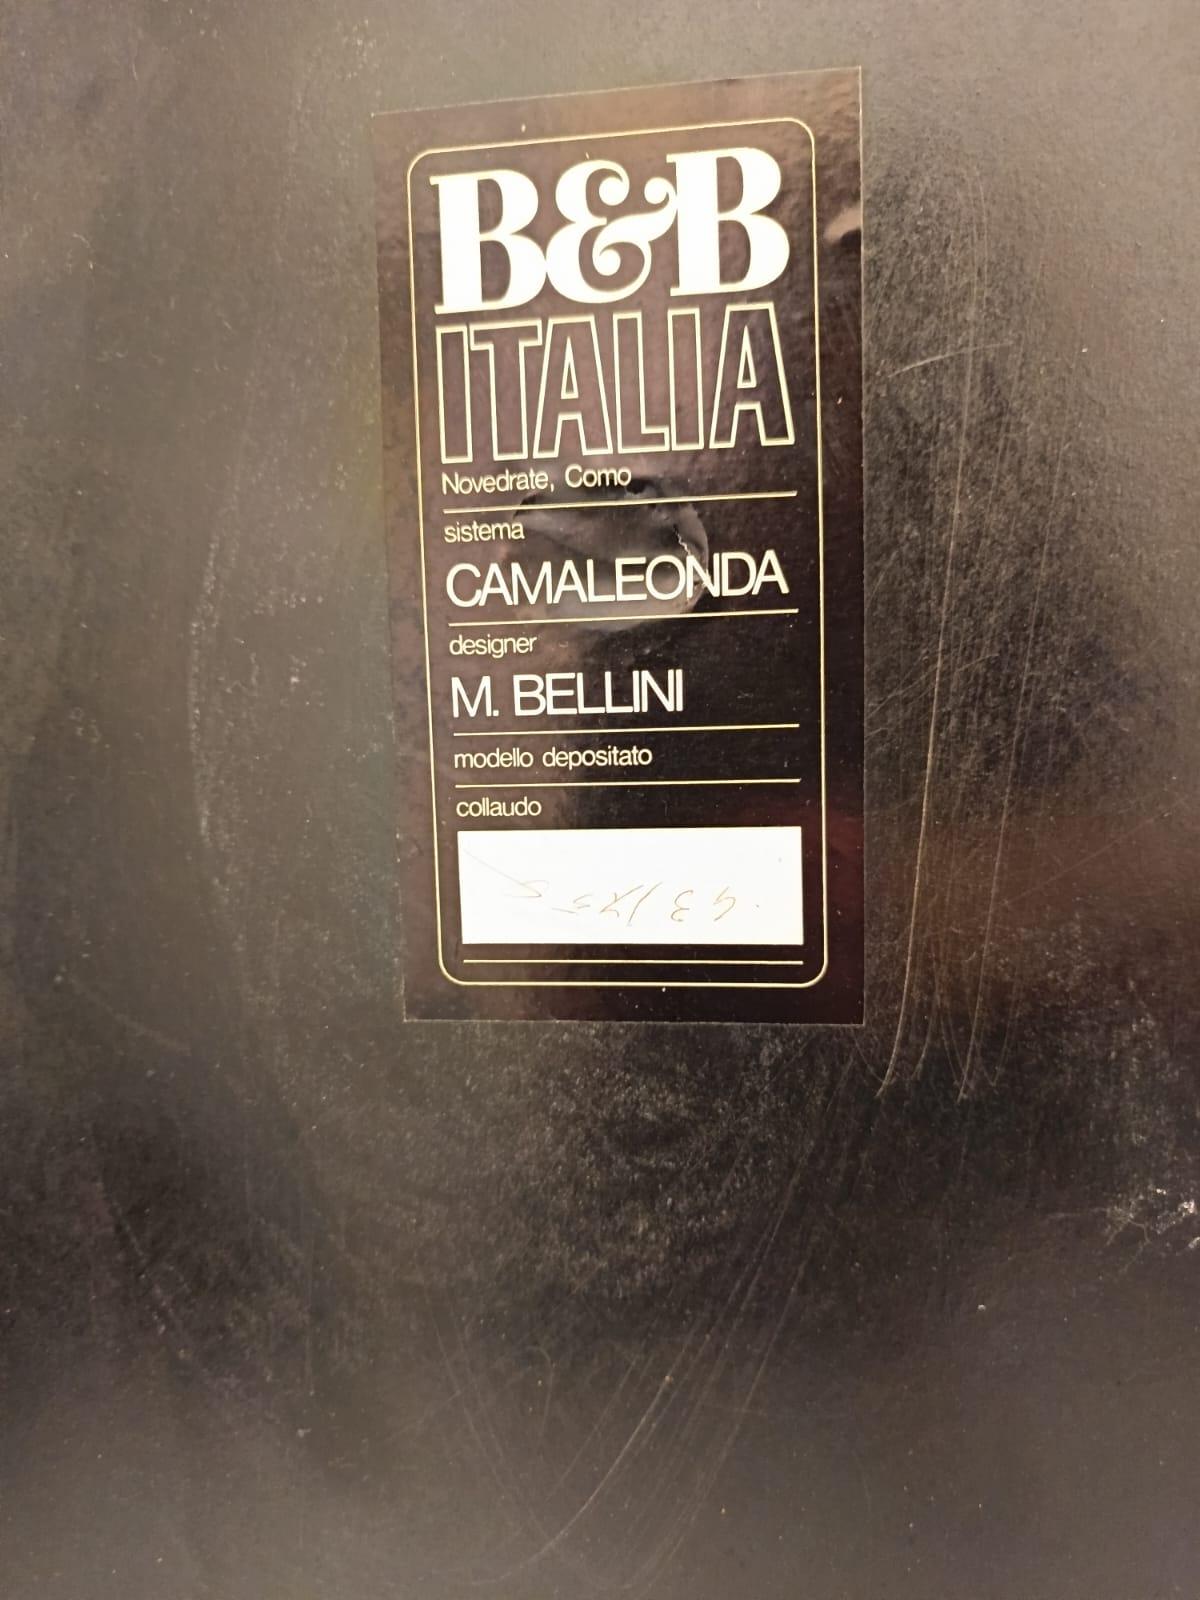 B&B
ITALIA
Novedrate, Como
sistema
CAMALEONDA
designer
M. BELLINI
modello depositato
collaudo